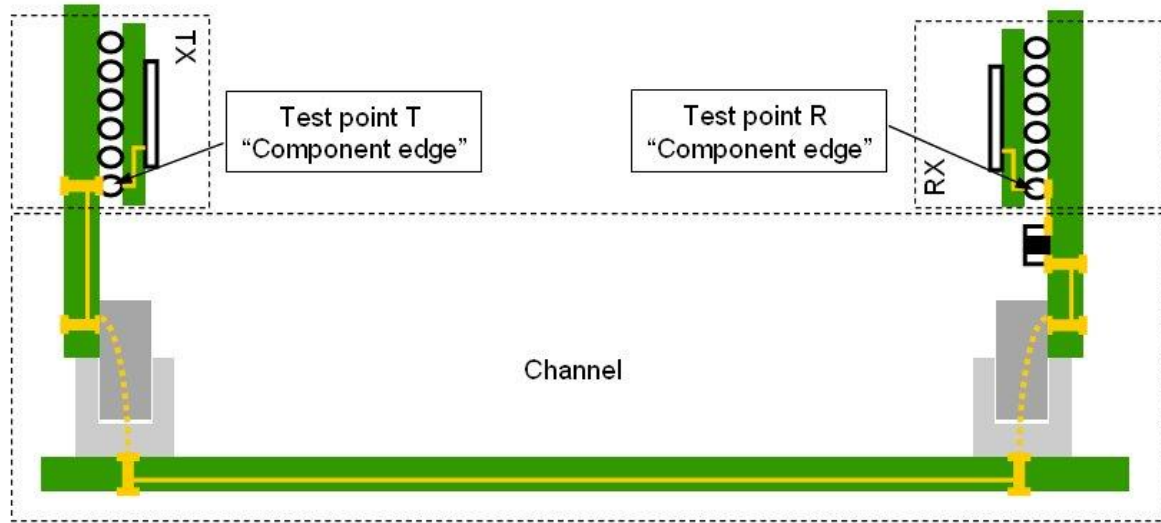 TX
Test point T
“Component edge”
Test point R
“Component edge”
RX
Channel